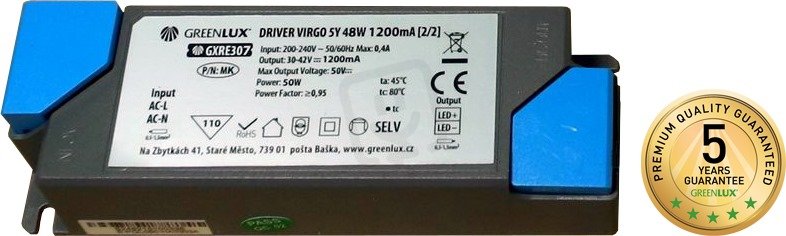 GREENLUX®
DRIVER VIRGO 5Y 48W 1200mA [2/2]
GXRE307
Input: 200-240V ~ 50/60Hz Max: 0,4A
Output: 30-42V ⎓ 1200mA
Max Output Voltage: 50V⎓
P/N: MK
Power: 50W
ta: 45°C
Power Factor: ≥0,95
tc: 80°C
CE
Input
AC-L
AC-N
110
RoHS
SELV
• tc
Output
LED+
LED−
Na Zbytkách 41, Staré Město, 739 01 pošta Baška, www.greenlux.cz
PASS
PREMIUM QUALITY GUARANTEED
5
YEARS
GUARANTEE
GREENLUX®